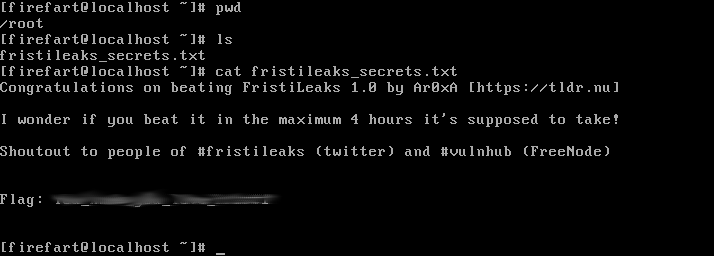 [firefart@localhost ~]# pwd
/root
[firefart@localhost ~]# ls
fristileaks_secrets.txt
[firefart@localhost ~]# cat fristileaks_secrets.txt
Congratulations on beating FristiLeaks 1.0 by Ar0xA [https://tldr.nu]
I wonder if you beat it in the maximum 4 hours it's supposed to take!
Shoutout to people of #fristileaks (twitter) and #vulnhub (FreeNode)
Flag:
[firefart@localhost ~]# _